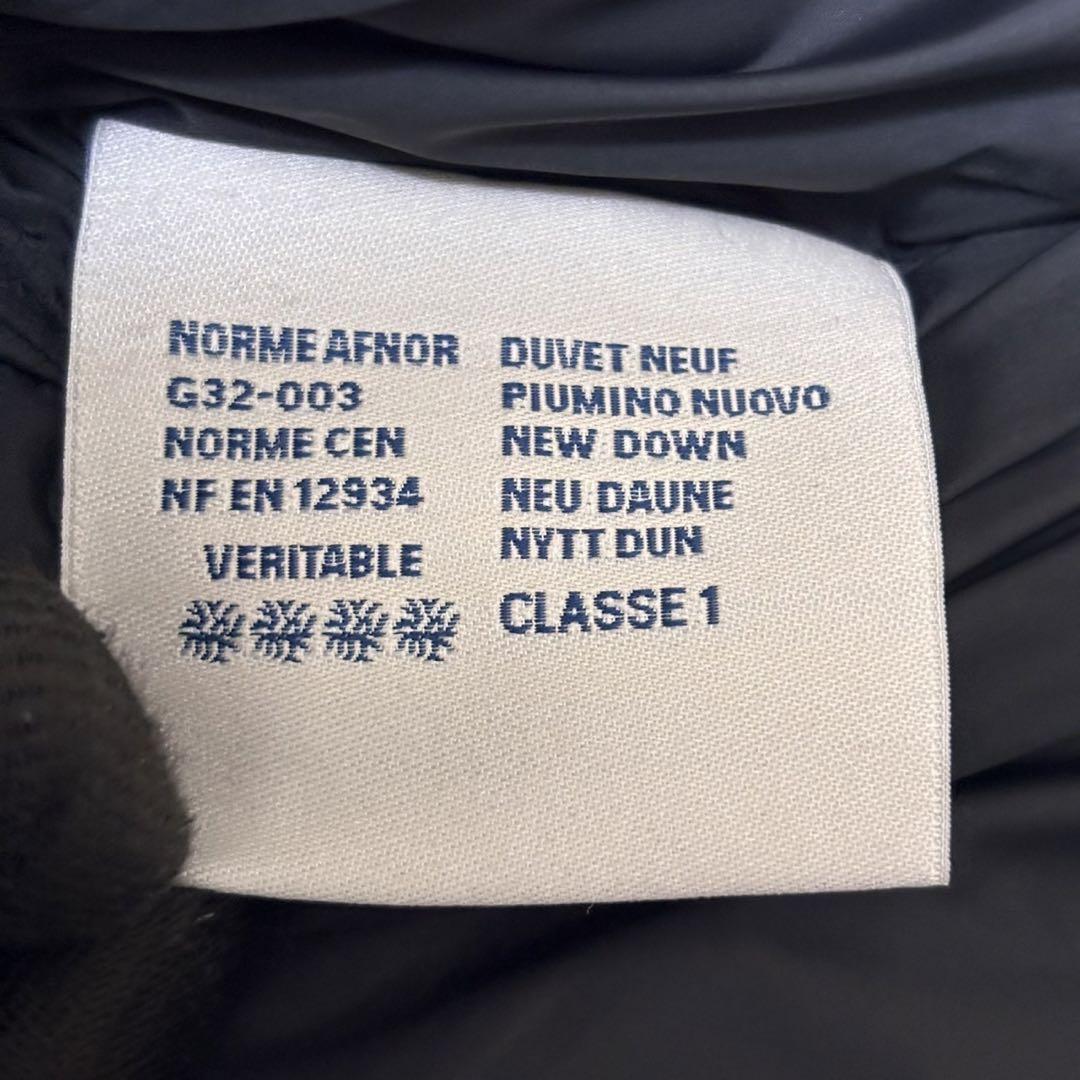 NORME AFNOR
G32-003
NORME CEN
NF EN 12934
VERITABLE
DUVET NEUF
PIUMINO NUOVO
NEW DOWN
NEU DAUNE
NYTT DUN
CLASSE 1